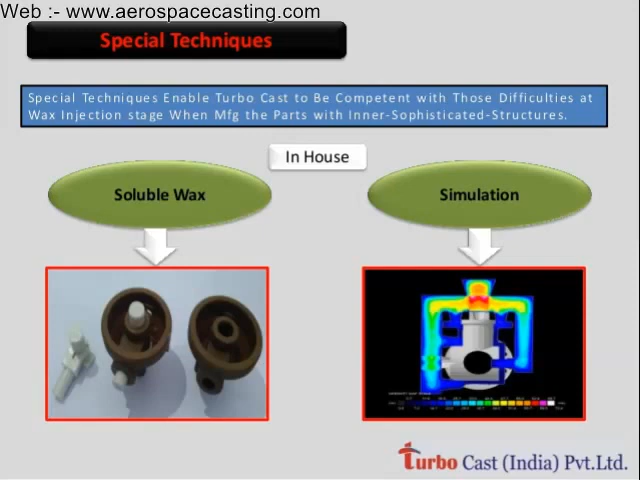 Web :- www.aerospacecasting.com
Special Techniques
Special Techniques Enable Turbo Cast to Be Competent with Those Difficulties at
Wax Injection stage When Mfg the Parts with Inner-Sophisticated-Structures.
In House
Soluble Wax
Simulation
Turbo Cast (India) Pvt.Ltd.